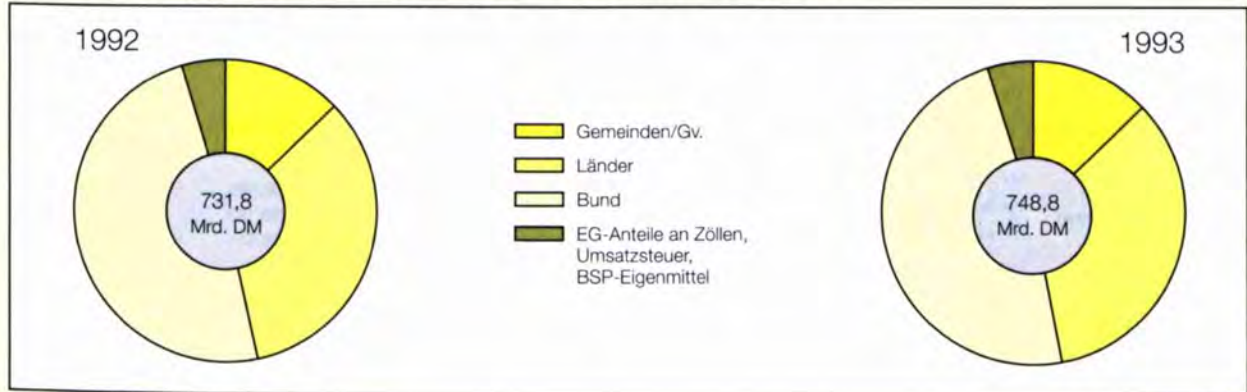 1992
1993
731,8
Mrd. DM
Gemeinden/Gv.
Länder
Bund
EG-Anteile an Zöllen,
Umsatzsteuer,
BSP-Eigenmittel
748,8
Mrd. DM